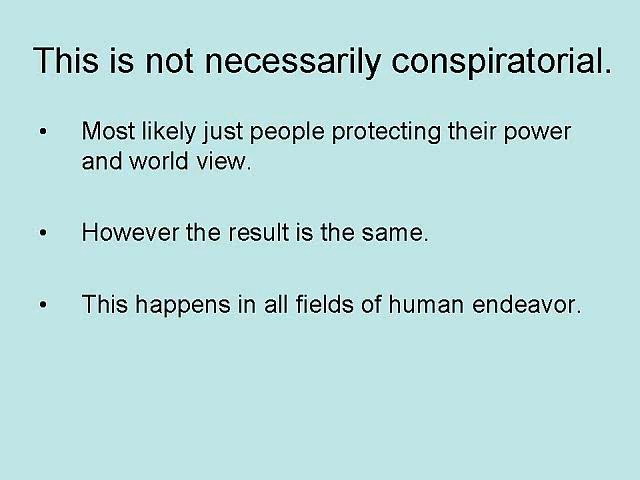 This is not necessarily conspiratorial.
• Most likely just people protecting their power
and world view.
• However the result is the same.
• This happens in all fields of human endeavor.